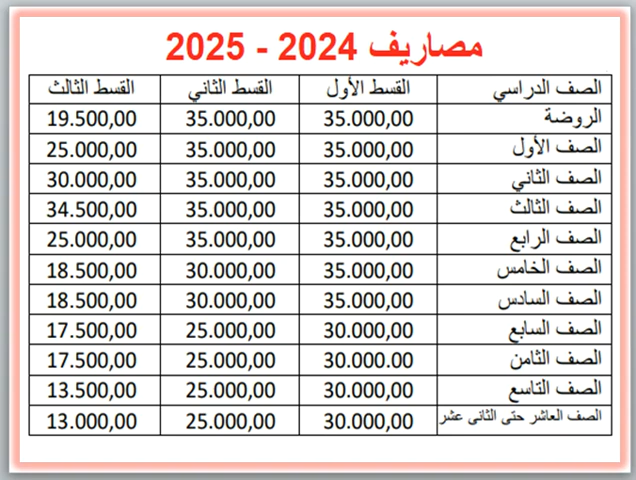 مصاريف 2024 - 2025
الصف الدراسي القسط الأول القسط الثاني القسط الثالث
الروضة 35.000,00 35.000,00 19.500,00
الصف الأول 35.000,00 35.000,00 25.000,00
الصف الثاني 35.000,00 35.000,00 30.000,00
الصف الثالث 35.000,00 35.000,00 34.500,00
الصف الرابع 35.000,00 35.000,00 25.000,00
الصف الخامس 35.000,00 30.000,00 18.500,00
الصف السادس 35.000,00 30.000,00 18.500,00
الصف السابع 30.000,00 25.000,00 17.500,00
الصف الثامن 30.000.00 25.000,00 17.500,00
الصف التاسع 30.000,00 25.000,00 13.500,00
الصف العاشر حتى الثانى عشر 30.000,00 25.000,00 13.000,00